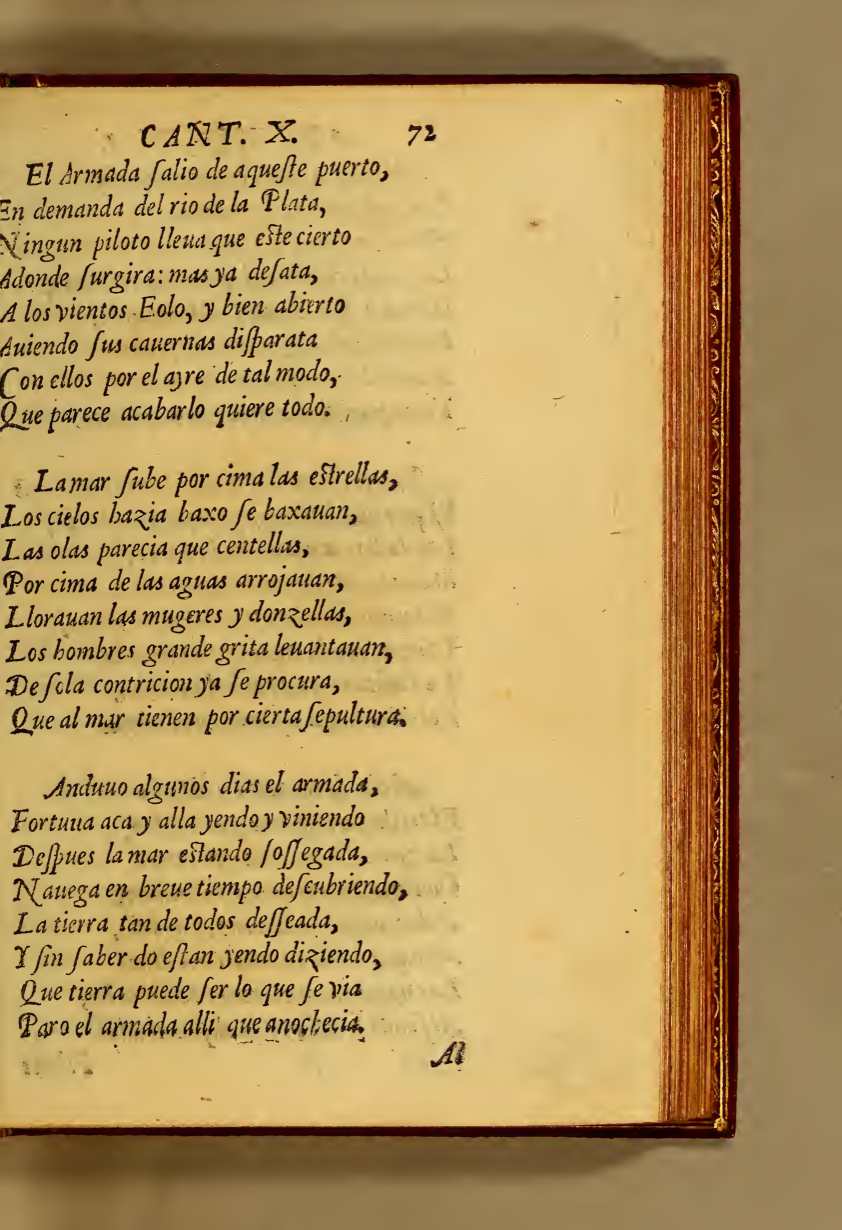 CANT. X. 72
El Armada ſalio de aqueſte puerto,
En demanda del rio de la Plata,
Ningun piloto lleua que eſte cierto
Adonde ſurgira: mas ya deſata,
A los vientos Eolo, y bien abierto
Auiendo ſus cauernas diſparata
Con ellos por el ayre de tal modo,
Que parece acabarlo quiere todo.
La mar ſube por cima las eſtrellas,
Los cielos hazia baxo ſe baxauan,
Las olas parecia que centellas,
Por cima de las aguas arrojauan,
Llorauan las mugeres y donzellas,
Los hombres grande grita leuantauan,
De ſola contricion ya ſe procura,
Que al mar tienen por cierta ſepultura.
Anduuo algunos dias el armada,
Fortuua aca y alla yendo y viniendo
Deſpues la mar eſtando ſoſſegada,
Nauega en breue tiempo deſcubriendo,
La tierra tan de todos deſſeada,
Y ſin ſaber do eſtan yendo diziendo,
Que tierra puede ſer lo que ſe via
Paro el armada alli que anochecia.
Al